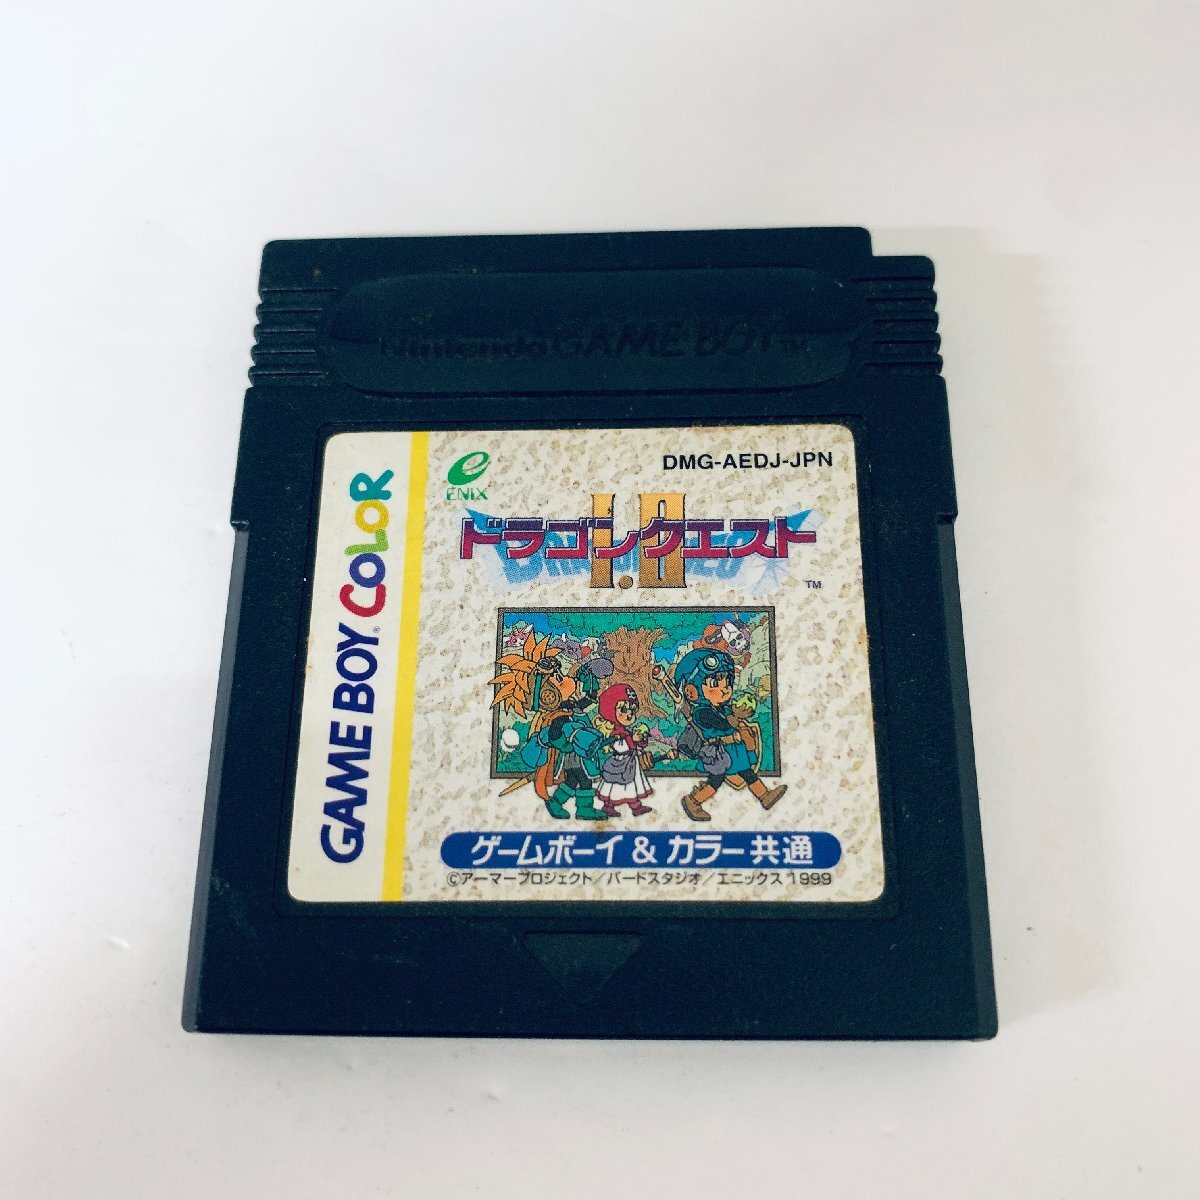 Nintendo GAME BOY™
GAME BOY COLOR
ENIX
DMG-AEDJ-JPN
ドラゴンクエスト
I・II
TM
ゲームボーイ & カラー共通
©アーマープロジェクト/バードスタジオ/エニックス 1999